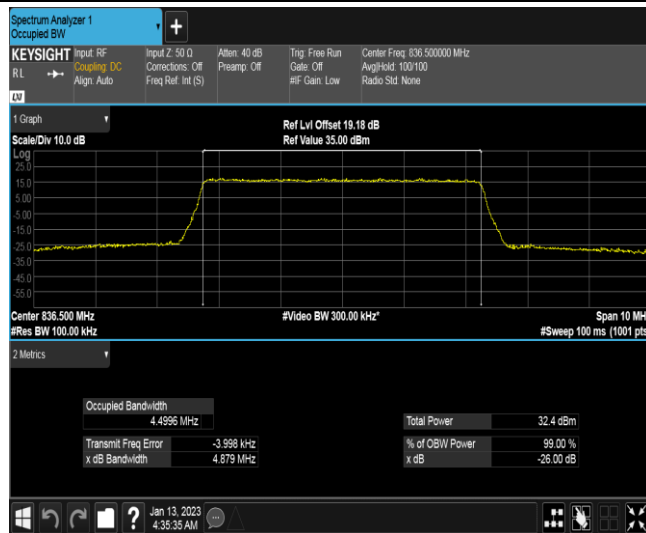 Spectrum Analyzer 1
Occupied BW
+
KEYSIGHT
RL
Input: RF
Coupling: DC
Align: Auto
Input Z: 50 Ω
Corrections: Off
Freq Ref: Int (S)
Atten: 40 dB
Preamp: Off
Trig: Free Run
Gate: Off
#IF Gain: Low
Center Freq: 836.500000 MHz
Avg|Hold: 100/100
Radio Std: None
1 Graph
Scale/Div 10.0 dB
Ref Lvl Offset 19.18 dB
Ref Value 35.00 dBm
Log
25.0
15.0
5.00
-5.00
-15.0
-25.0
-35.0
-45.0
-55.0
Center 836.500 MHz
#Res BW 100.00 kHz
#Video BW 300.00 kHz*
Span 10 MH
#Sweep 100 ms (1001 pts
2 Metrics
Occupied Bandwidth
4.4996 MHz
Total Power 32.4 dBm
Transmit Freq Error -3.998 kHz
% of OBW Power 99.00 %
x dB Bandwidth 4.879 MHz
x dB -26.00 dB
?
Jan 13, 2023
4:35:35 AM